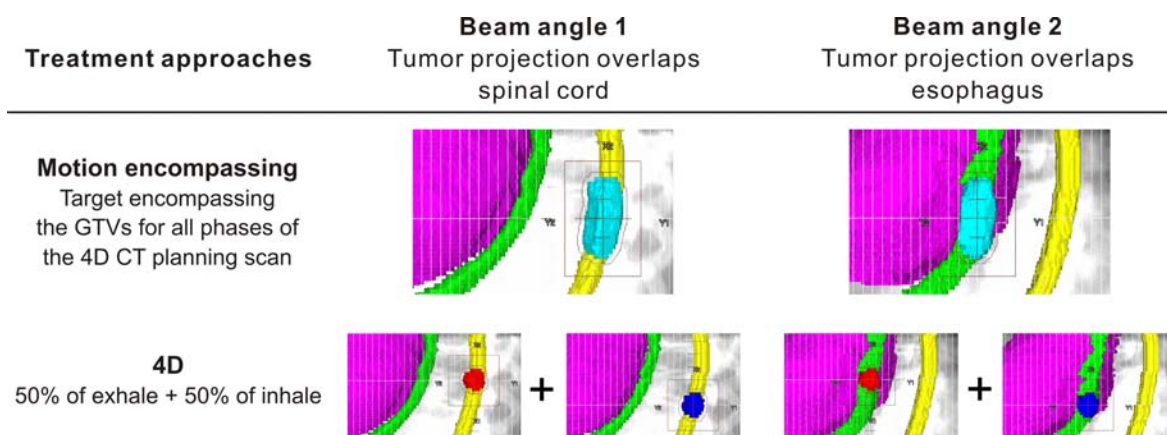 Treatment approaches
Beam angle 1
Tumor projection overlaps
spinal cord
Beam angle 2
Tumor projection overlaps
esophagus
Motion encompassing
Target encompassing
the GTVs for all phases of
the 4D CT planning scan
4D
50% of exhale + 50% of inhale
+
+